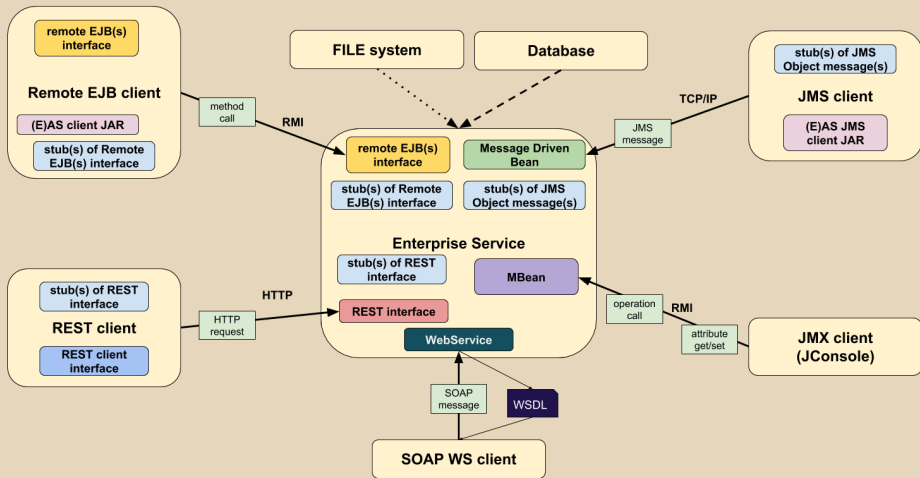 remote EJB(s)
interface
Remote EJB client
(E)AS client JAR
stub(s) of Remote
EJB(s) interface
method
call
RMI
FILE system
Database
TCP/IP
JMS
message
stub(s) of JMS
Object message(s)
JMS client
(E)AS JMS
client JAR
remote EJB(s)
interface
Message Driven
Bean
stub(s) of Remote
EJB(s) interface
stub(s) of JMS
Object message(s)
Enterprise Service
stub(s) of REST
interface
MBean
REST interface
WebService
stub(s) of REST
interface
REST client
REST client
interface
HTTP
HTTP
request
operation
call
RMI
attribute
get/set
JMX client
(JConsole)
SOAP
message
WSDL
SOAP WS client